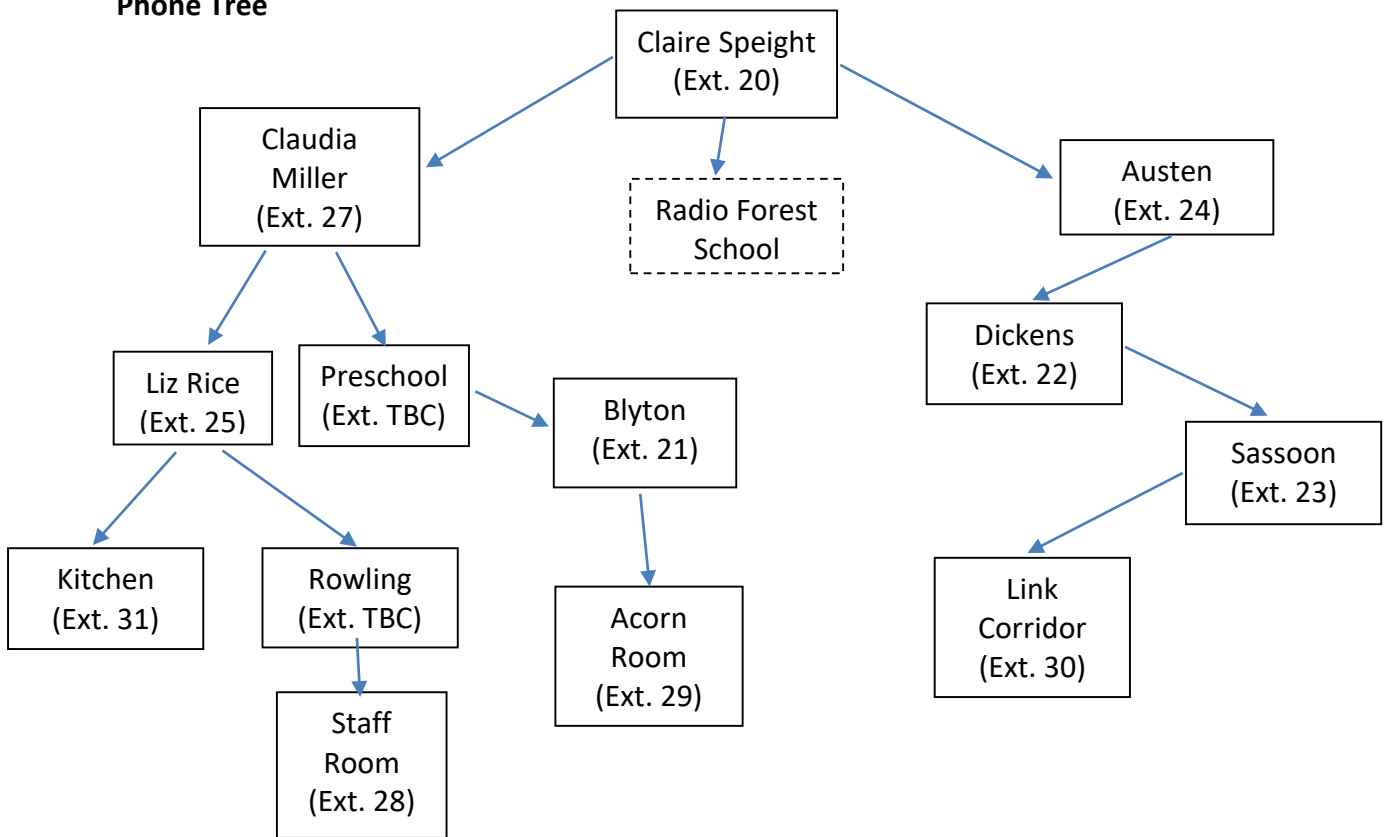 Phone Tree
Claire Speight
(Ext. 20)
Claudia
Miller
(Ext. 27)
Radio Forest
School
Austen
(Ext. 24)
Dickens
(Ext. 22)
Liz Rice
(Ext. 25)
Preschool
(Ext. TBC)
Blyton
(Ext. 21)
Sassoon
(Ext. 23)
Kitchen
(Ext. 31)
Rowling
(Ext. TBC)
Acorn
Room
(Ext. 29)
Link
Corridor
(Ext. 30)
Staff
Room
(Ext. 28)